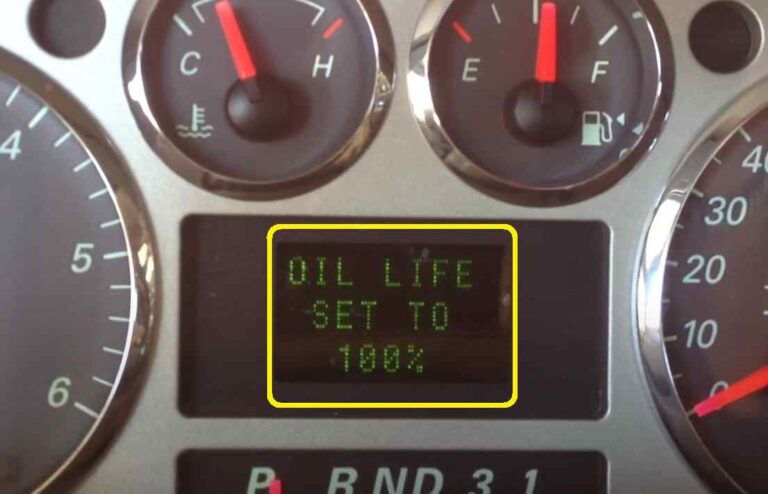 C H E F
4 5 6
40 30 20 10 0
OIL LIFE
SET TO
100%
P R N D 3 1